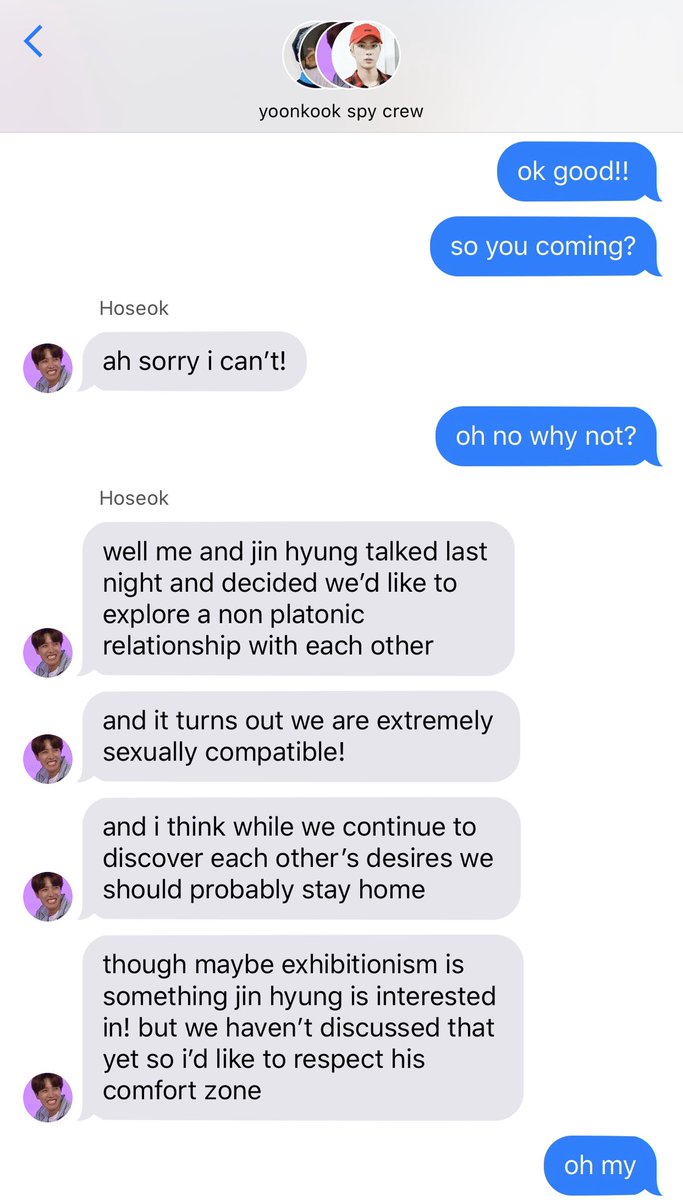 yoonkook spy crew
ok good!!
so you coming?
Hoseok
ah sorry i can’t!
oh no why not?
Hoseok
well me and jin hyung talked last
night and decided we’d like to
explore a non platonic
relationship with each other
and it turns out we are extremely
sexually compatible!
and i think while we continue to
discover each other’s desires we
should probably stay home
though maybe exhibitionism is
something jin hyung is interested
in! but we haven’t discussed that
yet so i’d like to respect his
comfort zone
oh my